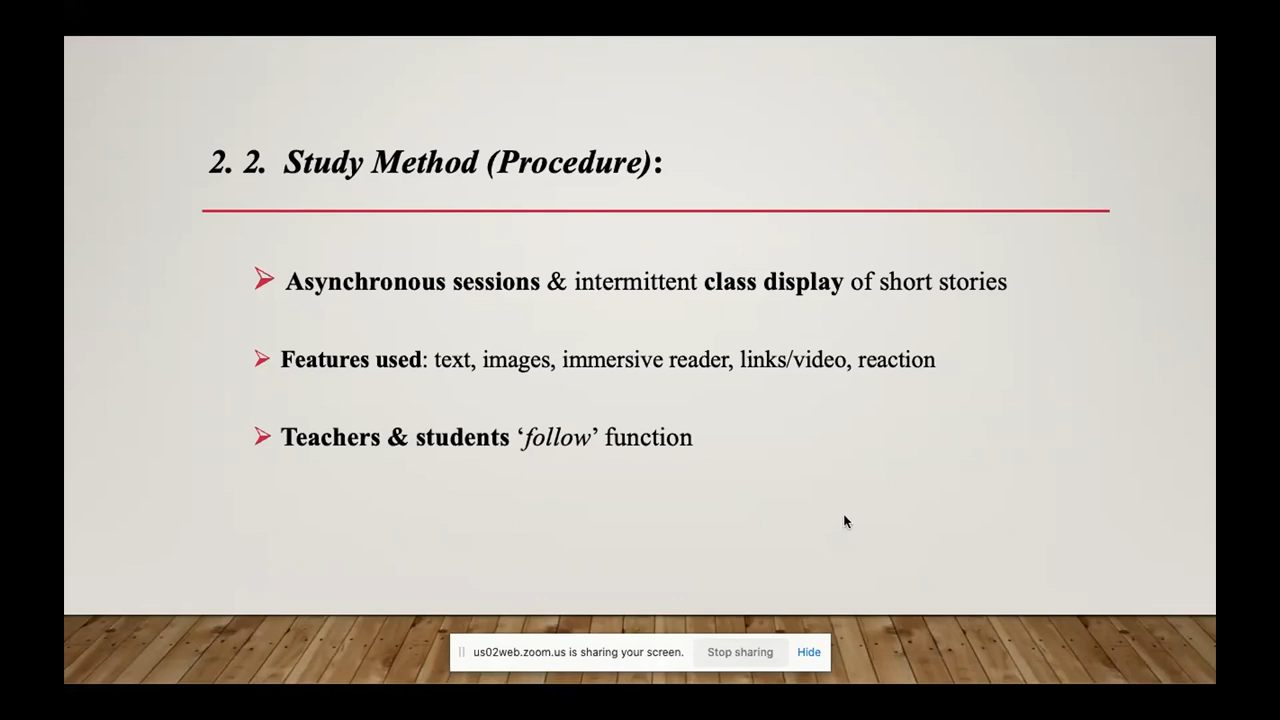 2. 2. Study Method (Procedure):
Asynchronous sessions & intermittent class display of short stories
Features used: text, images, immersive reader, links/video, reaction
Teachers & students ‘follow’ function
us02web.zoom.us is sharing your screen. Stop sharing Hide